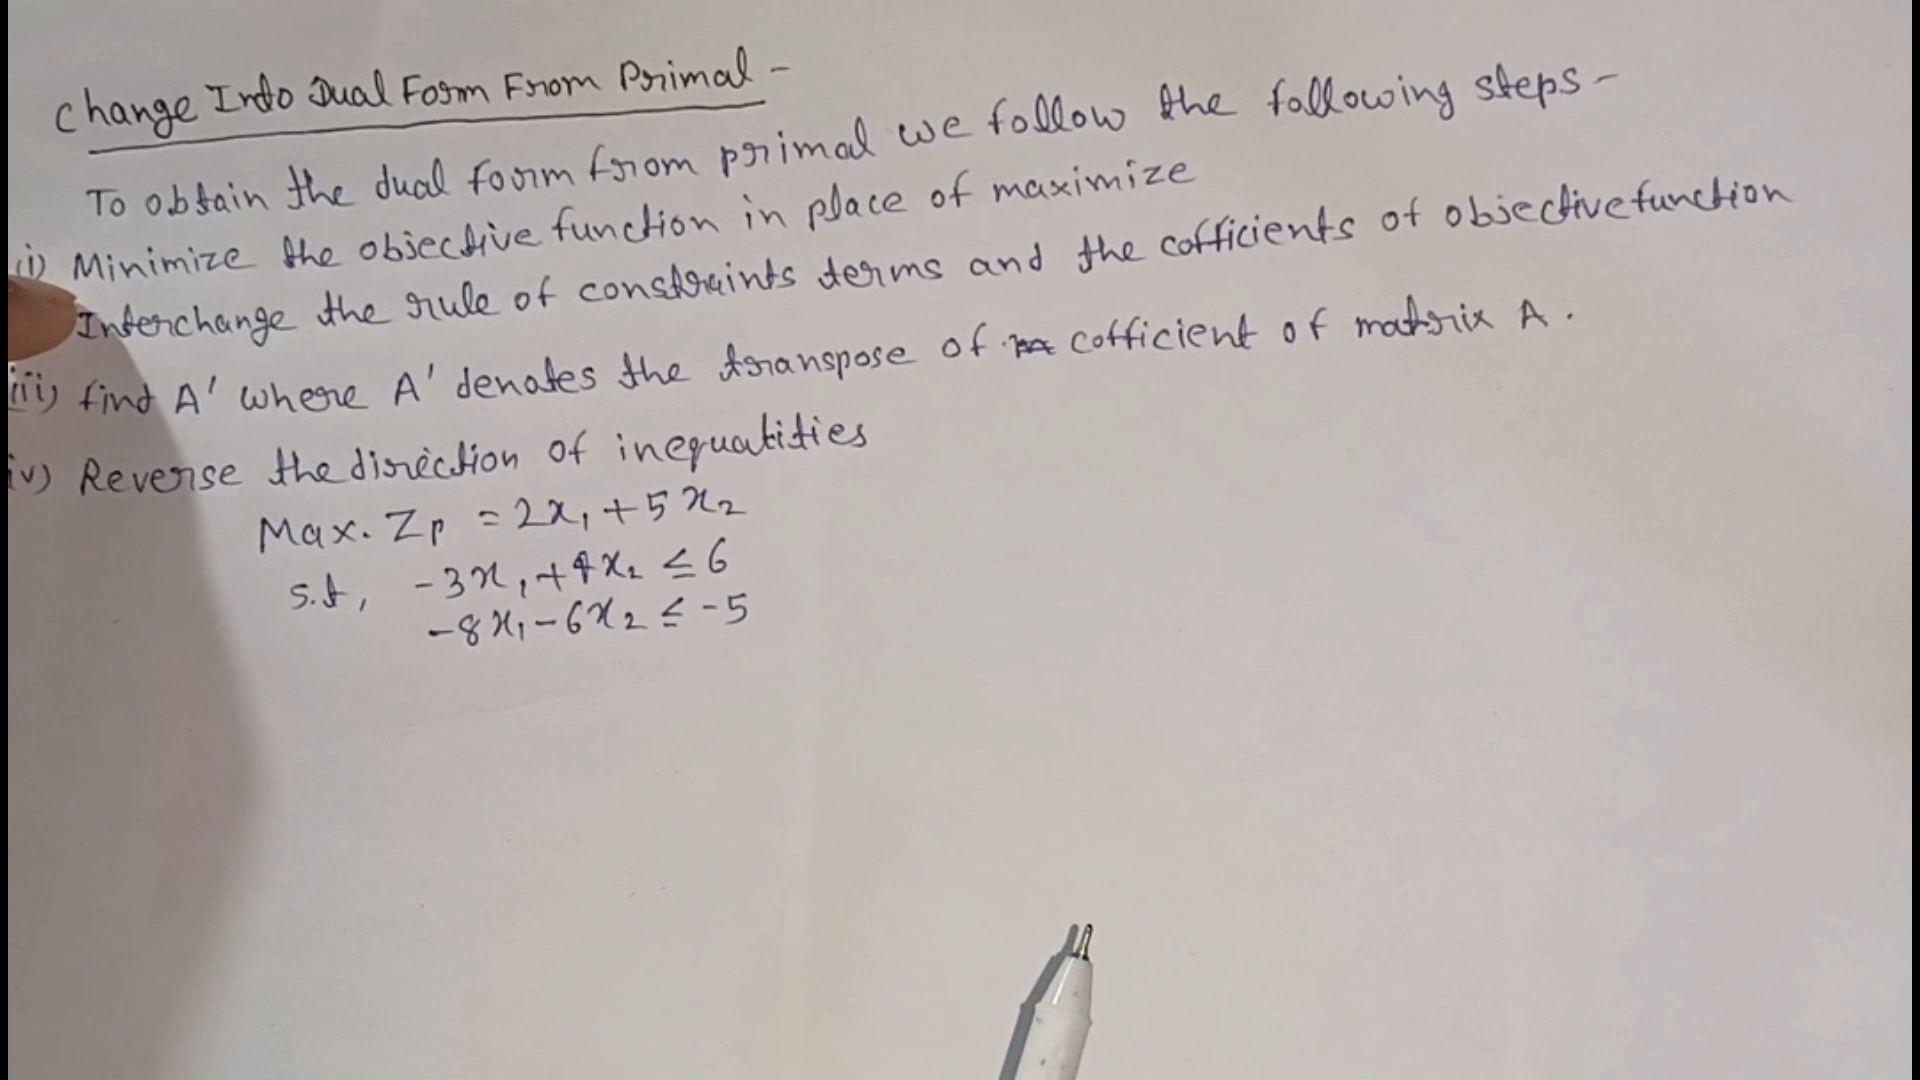 Change Into Dual Form From Primal -
To obtain the dual form from primal we follow the following steps -
(i) Minimize the objective function in place of maximize
Interchange the rule of constraints terms and the cofficients of objective function
(iii) find A' where A' denotes the transpose of cofficient of matrix A.
iv) Reverse the direction of inequalities
Max. Zp = 2x₁ + 5x₂
s.t, -3x₁ + 4x₂ ≤ 6
-8x₁ - 6x₂ ≤ -5